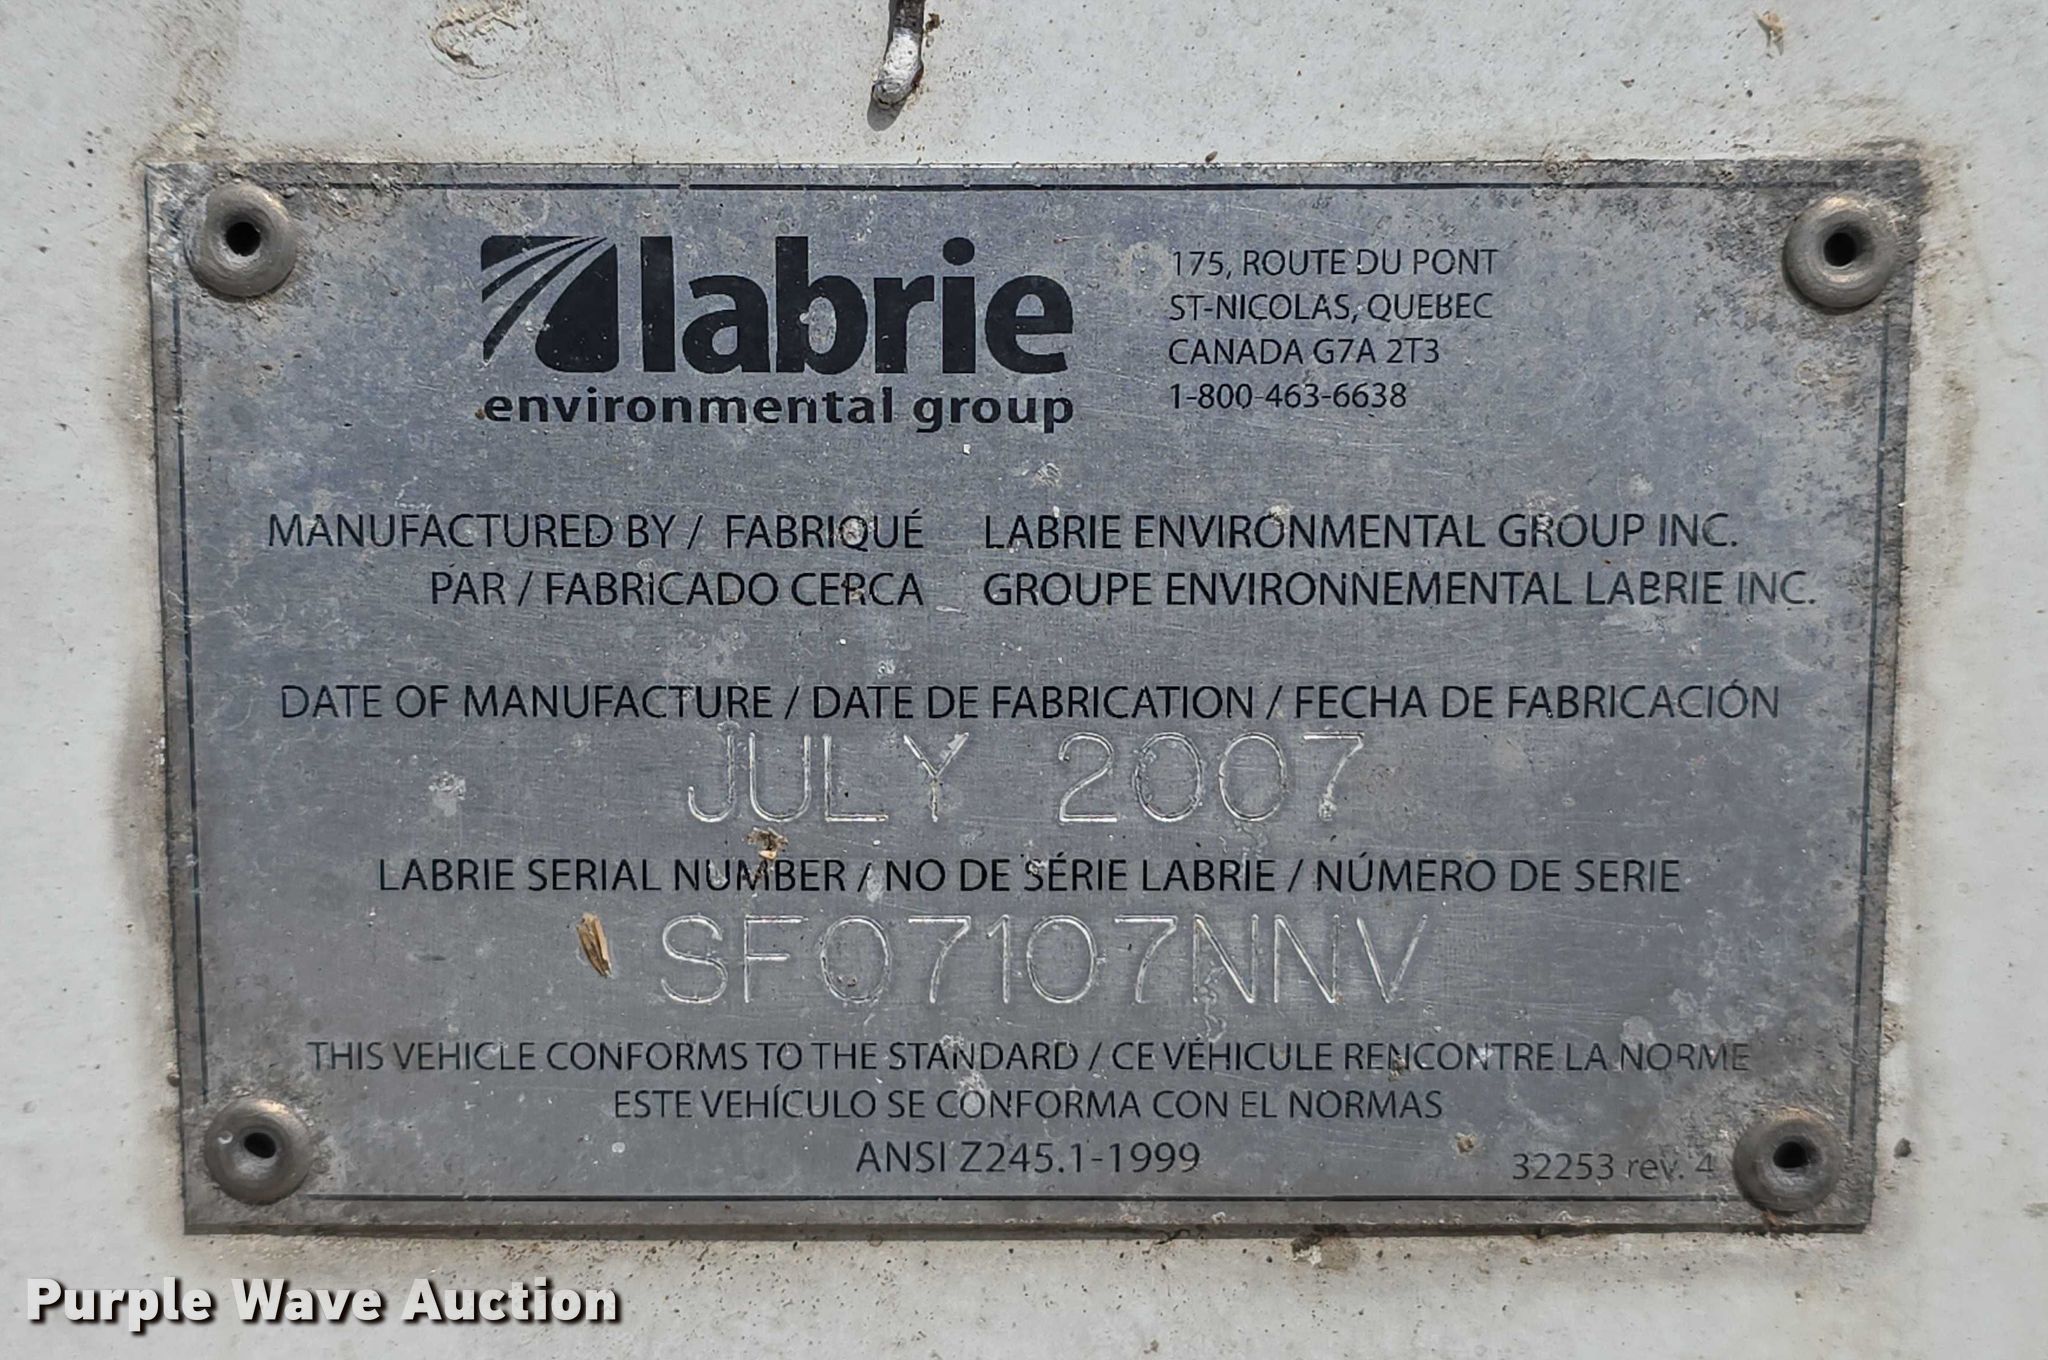 labrie
environmental group
175, ROUTE DU PONT
ST-NICOLAS, QUEBEC
CANADA G7A 2T3
1-800-463-6638
MANUFACTURED BY / FABRIQUÉ
PAR / FABRICADO CERCA
LABRIE ENVIRONMENTAL GROUP INC.
GROUPE ENVIRONNEMENTAL LABRIE INC.
DATE OF MANUFACTURE / DATE DE FABRICATION / FECHA DE FABRICACIÓN
JULY 2007
LABRIE SERIAL NUMBER / NO DE SÉRIE LABRIE / NÚMERO DE SERIE
SF07107NNV
THIS VEHICLE CONFORMS TO THE STANDARD / CE VÉHICULE RENCONTRE LA NORME
ESTE VEHÍCULO SE CONFORMA CON EL NORMAS
ANSI Z245.1-1999
32253 rev. 4
Purple Wave Auction